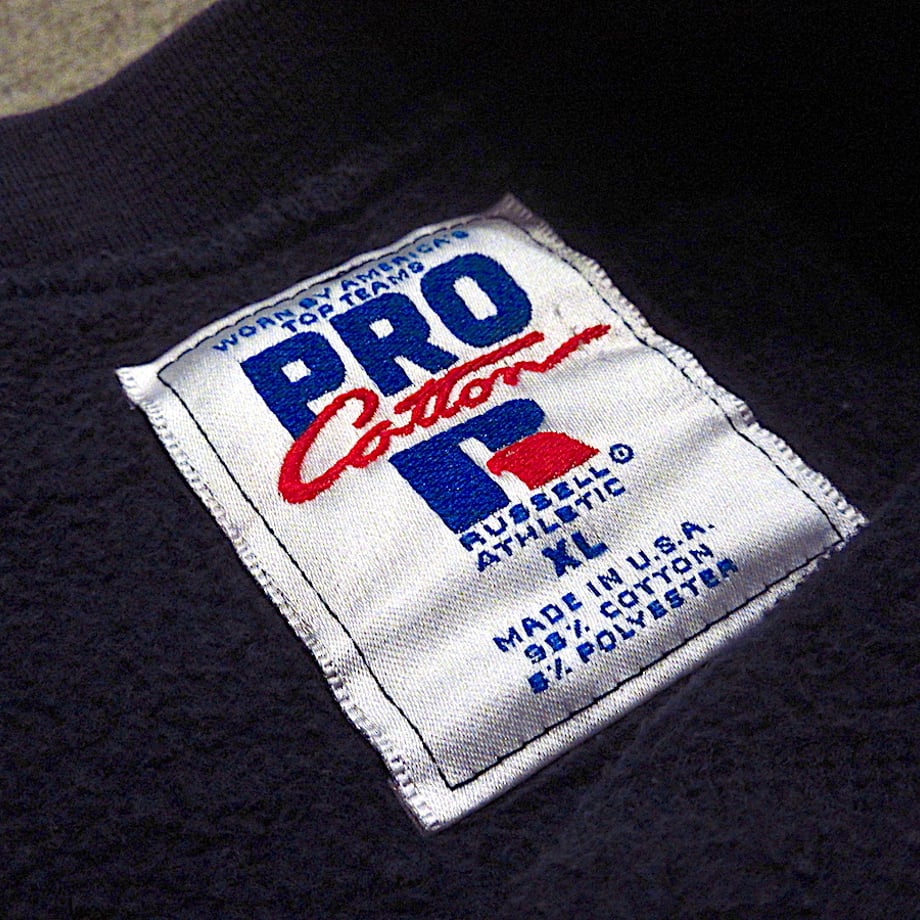 WORN BY AMERICA'S
TOP TEAMS
PRO
Cotton
R
RUSSELL®
ATHLETIC
XL
MADE IN U.S.A.
95% COTTON
5% POLYESTER